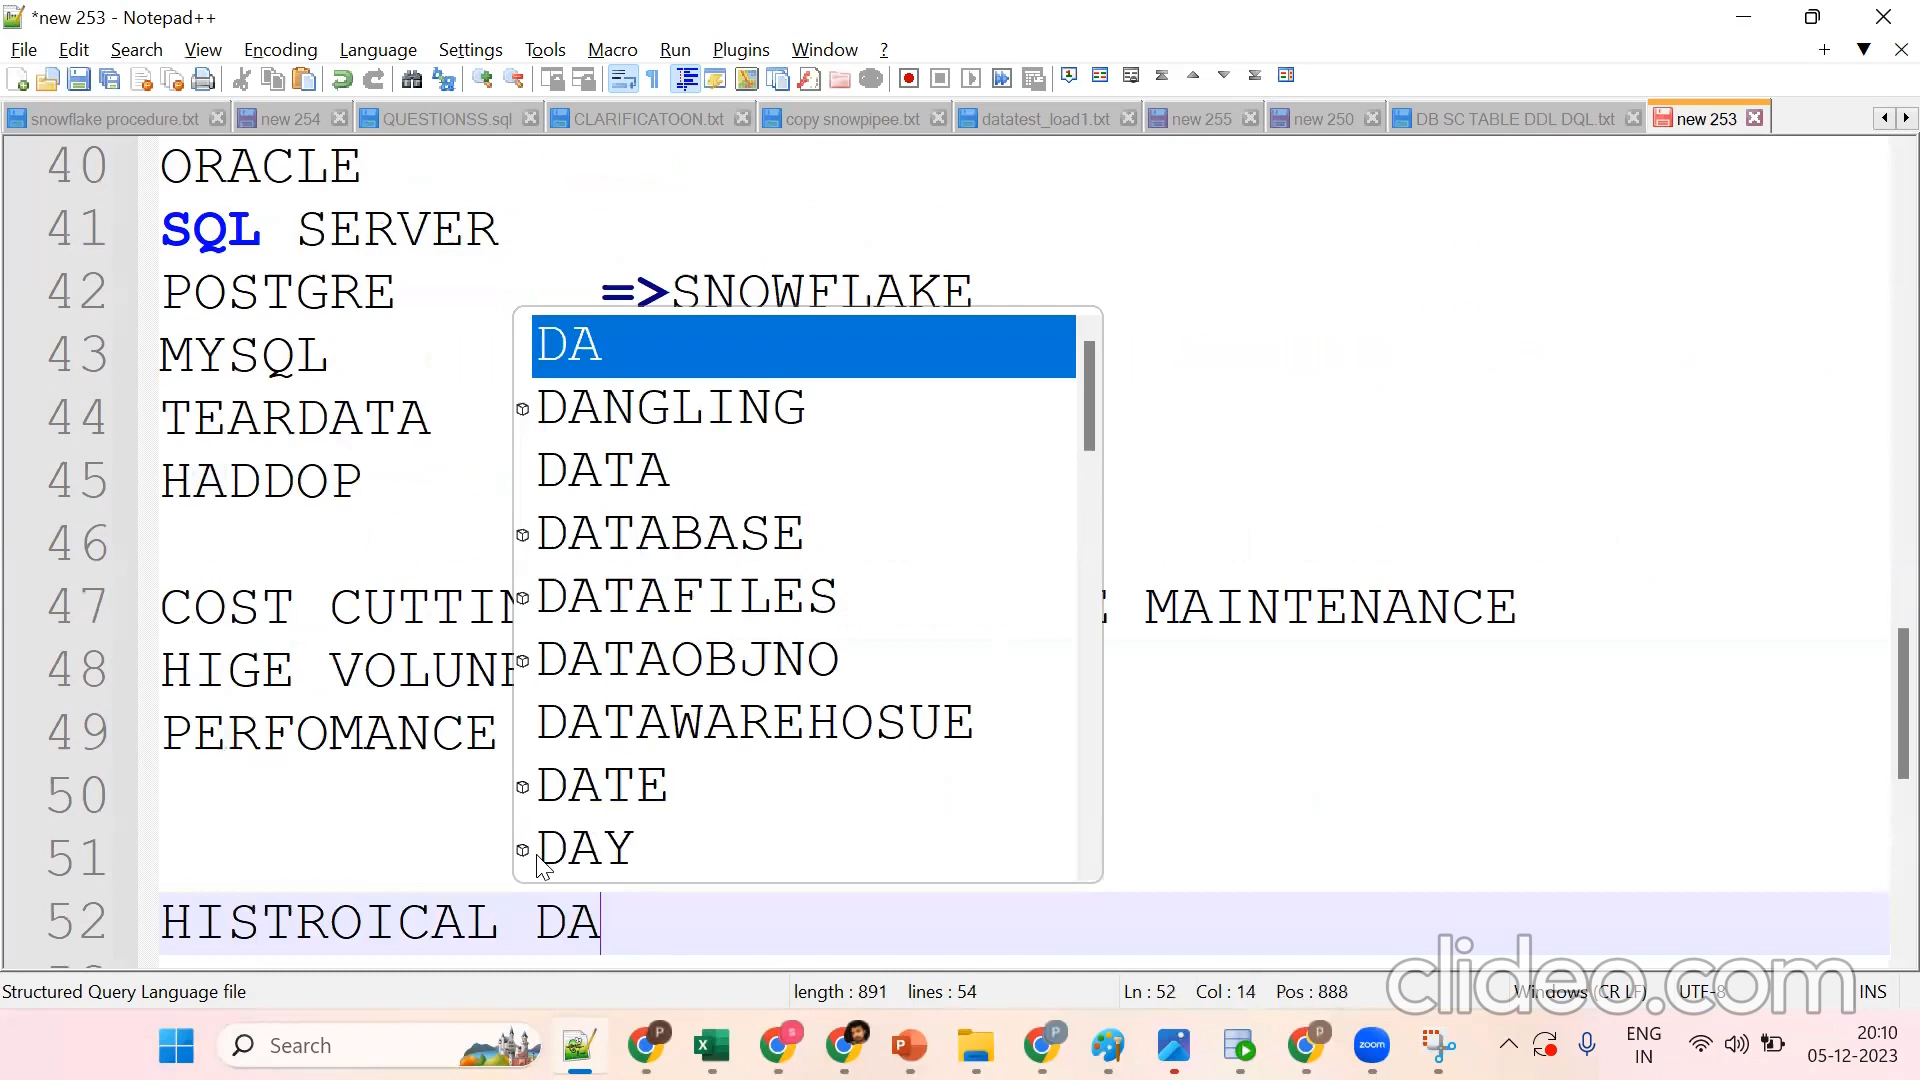 *new 253 - Notepad++
File Edit Search View Encoding Language Settings Tools Macro Run Plugins Window ?
snowflake procedure.txt new 254 QUESTIONSS.sql CLARIFICATOON.txt copy snowpipee.txt datatest_load1.txt new 255 new 250 DB SC TABLE DDL DQL.txt new 253
40 ORACLE
41 SQL SERVER
42 POSTGRE =>SNOWFLAKE
43 MYSQL
44 TEARDATA
45 HADDOP
46
47 COST CUTTIN MAINTENANCE
48 HIGE VOLUN
49 PERFOMANCE
50
51
52 HISTROICAL DA
DA
DANGLING
DATA
DATABASE
DATAFILES
DATAOBJNO
DATAWAREHOSUE
DATE
DAY
clideo.com
Structured Query Language file length : 891 lines : 54 Ln : 52 Col : 14 Pos : 888 Windows (CR LF) UTF-8 INS
Search
zoom
ENG
IN
20:10
05-12-2023